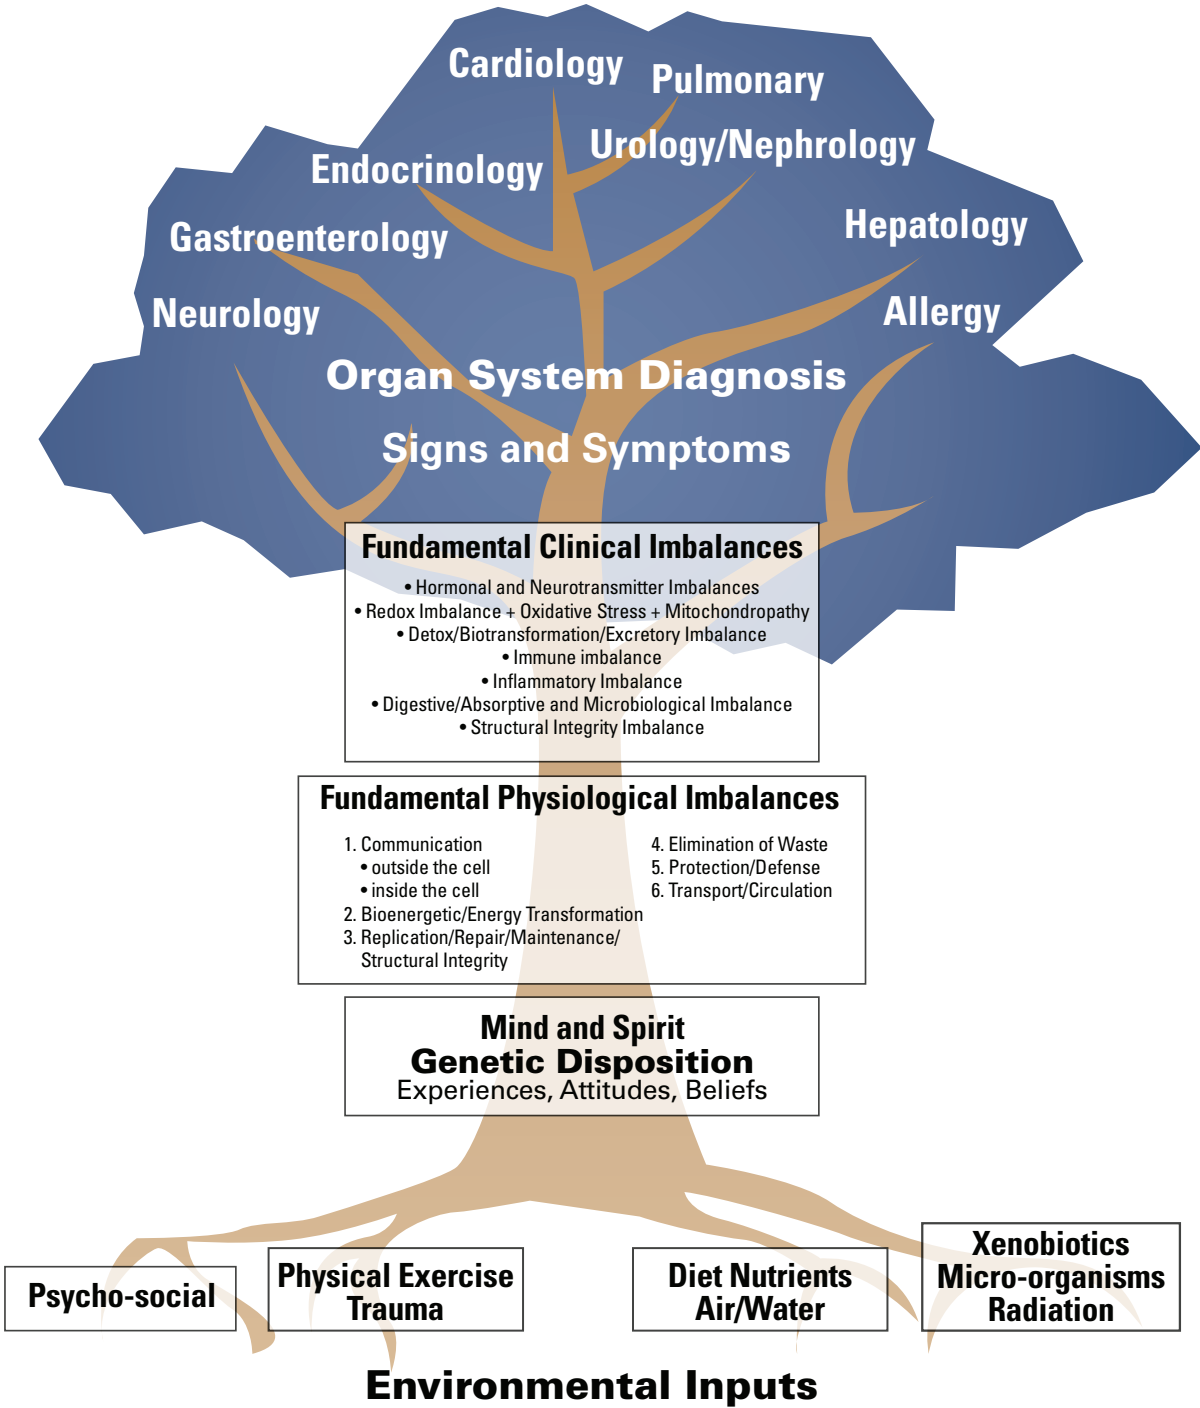 Cardiology
Pulmonary
Urology/Nephrology
Endocrinology
Hepatology
Gastroenterology
Neurology
Allergy
Organ System Diagnosis
Signs and Symptoms
Fundamental Clinical Imbalances
• Hormonal and Neurotransmitter Imbalances
• Redox Imbalance + Oxidative Stress + Mitochondropathy
• Detox/Biotransformation/Excretory Imbalance
• Immune imbalance
• Inflammatory Imbalance
• Digestive/Absorptive and Microbiological Imbalance
• Structural Integrity Imbalance
Fundamental Physiological Imbalances
1. Communication
• outside the cell
• inside the cell
2. Bioenergetic/Energy Transformation
3. Replication/Repair/Maintenance/
Structural Integrity
4. Elimination of Waste
5. Protection/Defense
6. Transport/Circulation
Mind and Spirit
Genetic Disposition
Experiences, Attitudes, Beliefs
Psycho-social
Physical Exercise
Trauma
Diet Nutrients
Air/Water
Xenobiotics
Micro-organisms
Radiation
Environmental Inputs